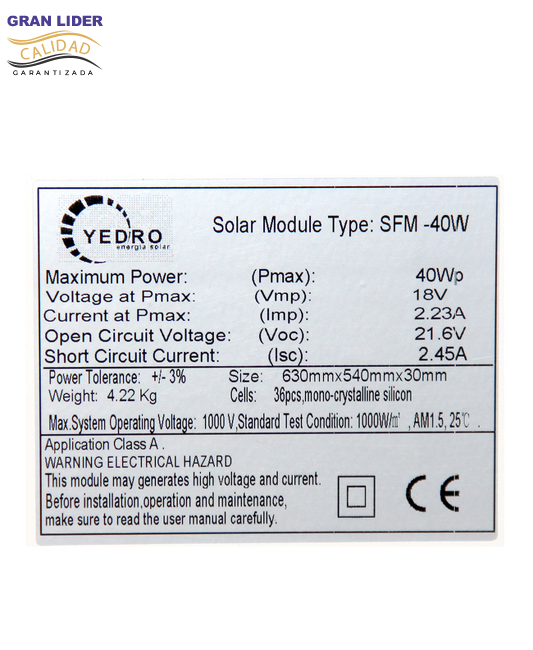 GRAN LIDER
CALIDAD
GARANTIZADA
YEDRO
energia solar
Solar Module Type: SFM -40W
Maximum Power: (Pmax): 40Wp
Voltage at Pmax: (Vmp): 18V
Current at Pmax: (Imp): 2.23A
Open Circuit Voltage: (Voc): 21.6V
Short Circuit Current: (Isc): 2.45A
Power Tolerance: +/- 3% Size: 630mmx540mmx30mm
Weight: 4.22 Kg Cells: 36pcs,mono-crystalline silicon
Max.System Operating Voltage: 1000 V,Standard Test Condition: 1000W/m² , AM1.5, 25℃ .
Application Class A .
WARNING ELECTRICAL HAZARD
This module may generates high voltage and current.
Before installation,operation and maintenance,
make sure to read the user manual carefully.
CE